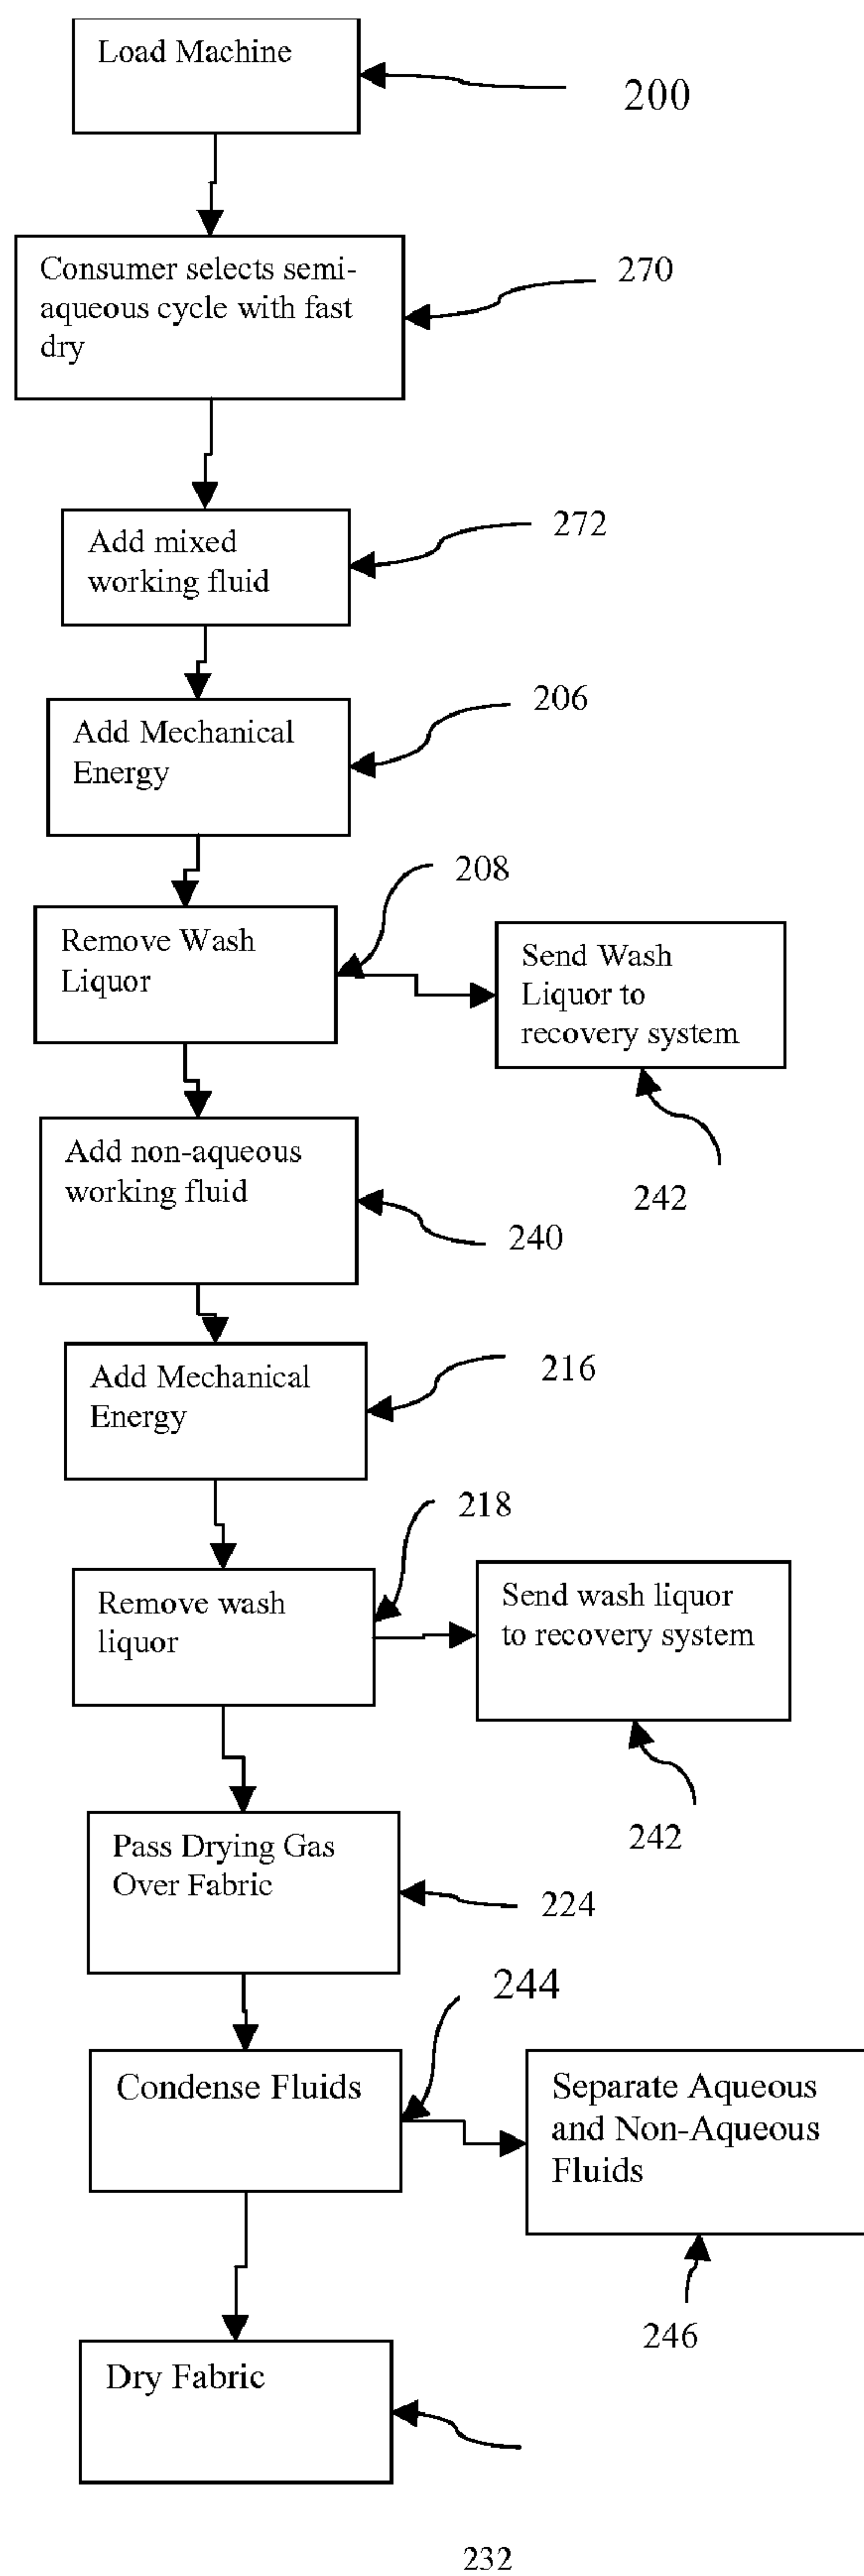 Load Machine
200
Consumer selects semi-
aqueous cycle with fast
dry
270
Add mixed
working fluid
272
Add Mechanical
Energy
206
Remove Wash
Liquor
208
Send Wash
Liquor to
recovery system
242
Add non-aqueous
working fluid
240
Add Mechanical
Energy
216
Remove wash
liquor
218
Send wash liquor
to recovery system
242
Pass Drying Gas
Over Fabric
224
Condense Fluids
244
Separate Aqueous
and Non-Aqueous
Fluids
246
Dry Fabric
232